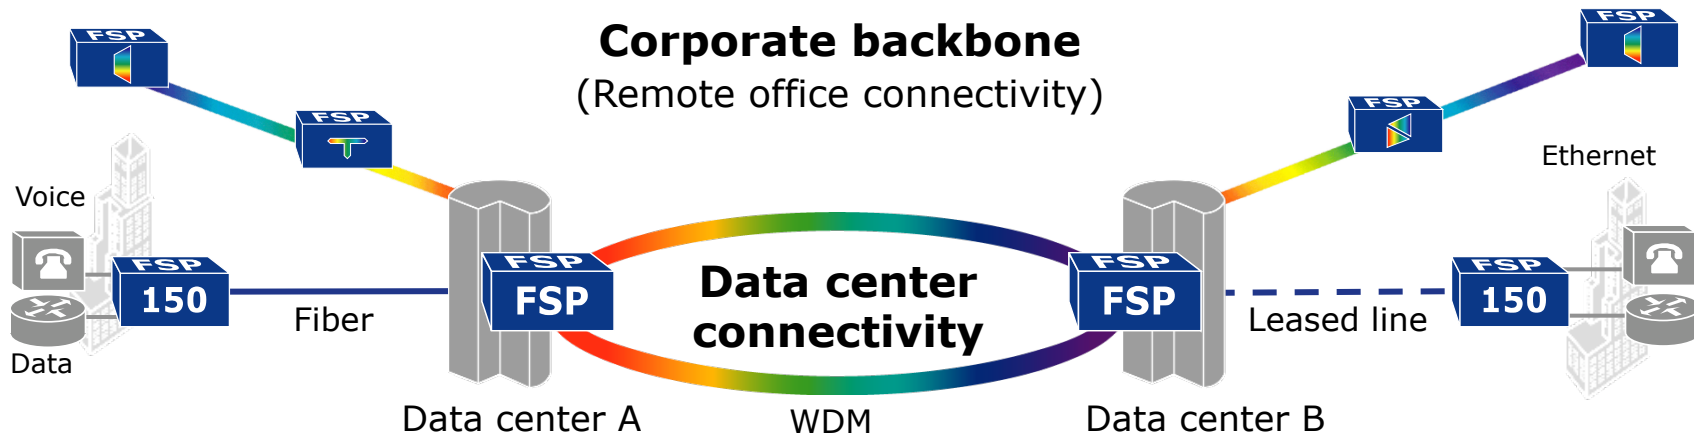 FSP
Corporate backbone
(Remote office connectivity)
FSP
FSP
FSP
Voice
Ethernet
FSP
150
FSP
FSP
Data center
connectivity
FSP
FSP
FSP
150
Fiber
Leased line
Data
Data center A
WDM
Data center B